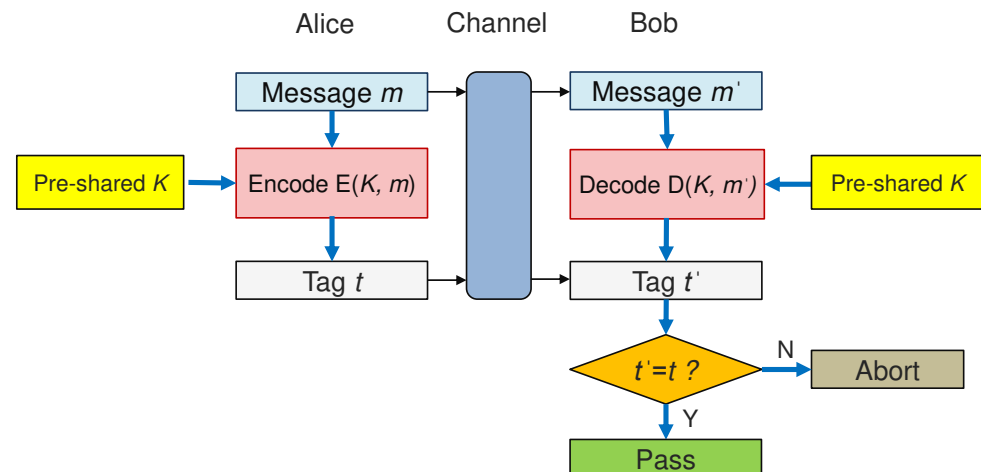 Alice
Channel
Bob
Message m
Message m'
Pre-shared K
Encode E(K, m)
Decode D(K, m')
Pre-shared K
Tag t
Tag t'
t'=t ?
N
Abort
Y
Pass